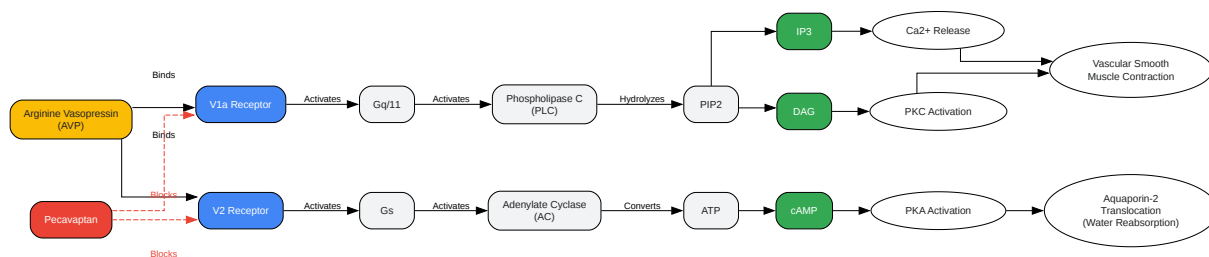 IP3
Ca2+ Release
Vascular Smooth
Muscle Contraction
Binds
Arginine Vasopressin
(AVP)
V1a Receptor
Activates
Gq/11
Activates
Phospholipase C
(PLC)
Hydrolyzes
PIP2
DAG
PKC Activation
Binds
Blocks
Pecavaptan
V2 Receptor
Activates
Gs
Activates
Adenylate Cyclase
(AC)
Converts
ATP
cAMP
PKA Activation
Aquaporin-2
Translocation
(Water Reabsorption)
Blocks